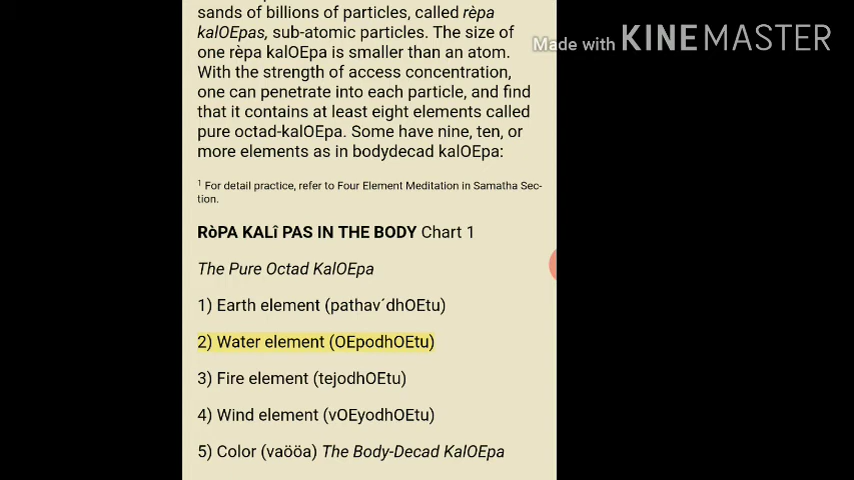 sands of billions of particles, called rèpa
kalOEpas, sub-atomic particles. The size of
one rèpa kalOEpa is smaller than an atom.
With the strength of access concentration,
one can penetrate into each particle, and find
that it contains at least eight elements called
pure octad-kalOEpa. Some have nine, ten, or
more elements as in bodydecad kalOEpa:
1 For detail practice, refer to Four Element Meditation in Samatha Sec-
tion.
RòPA KALî PAS IN THE BODY Chart 1
The Pure Octad KalOEpa
1) Earth element (pathav´dhOEtu)
2) Water element (OEpodhOEtu)
3) Fire element (tejodhOEtu)
4) Wind element (vOEyodhOEtu)
5) Color (vaööa) The Body-Decad KalOEpa
Made with KINEMASTER